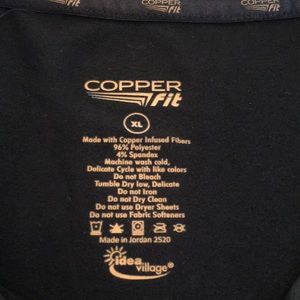 COPPER
fit
XL
Made with Copper Infused Fibers
96% Polyester
4% Spandex
Machine wash cold,
Delicate Cycle with like colors
Do not Bleach
Tumble Dry low, Delicate
Do not Iron
Do not Dry Clean
Do not use Dryer Sheets
Do not use Fabric Softeners
Made in Jordan 2520
idea
village®